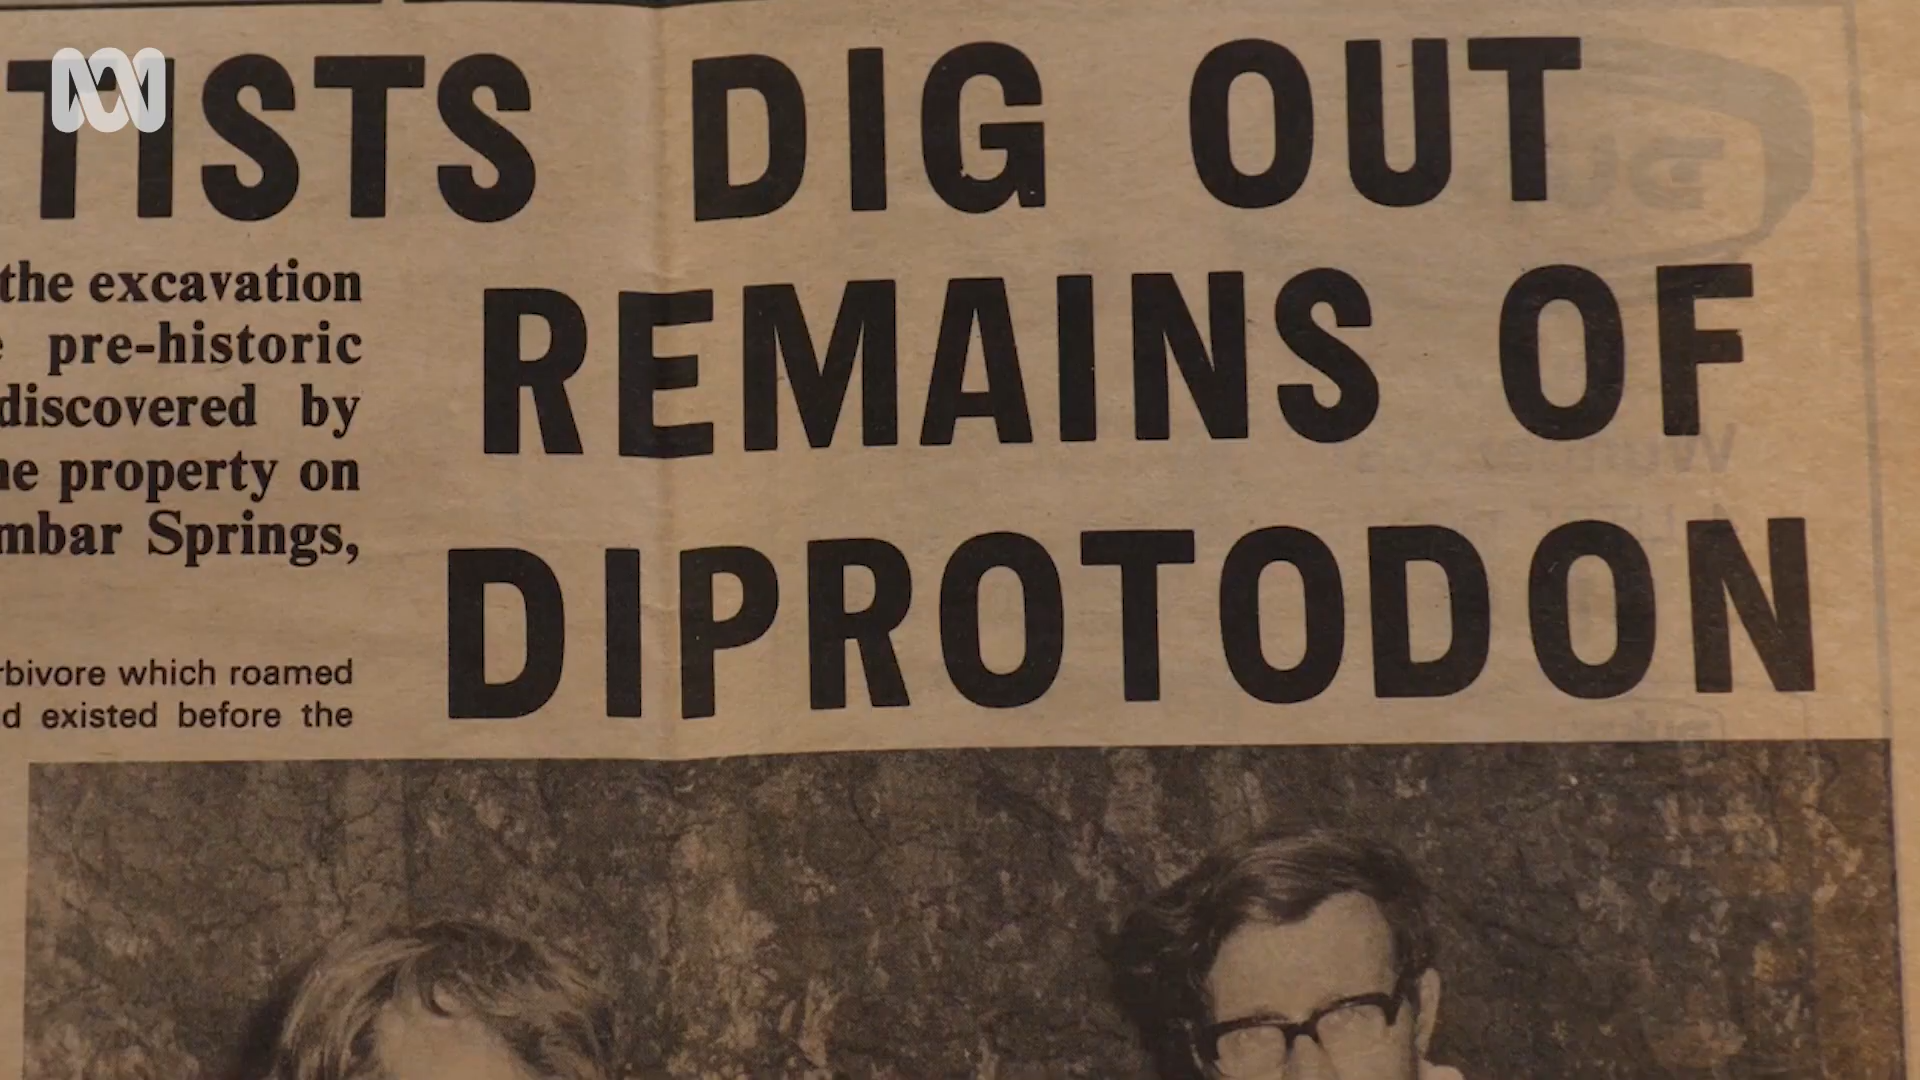 TISTS DIG OUT
REMAINS OF
DIPROTODON
the excavation
pre-historic
discovered by
property on
mbar Springs,
rbivore which roamed
d existed before the